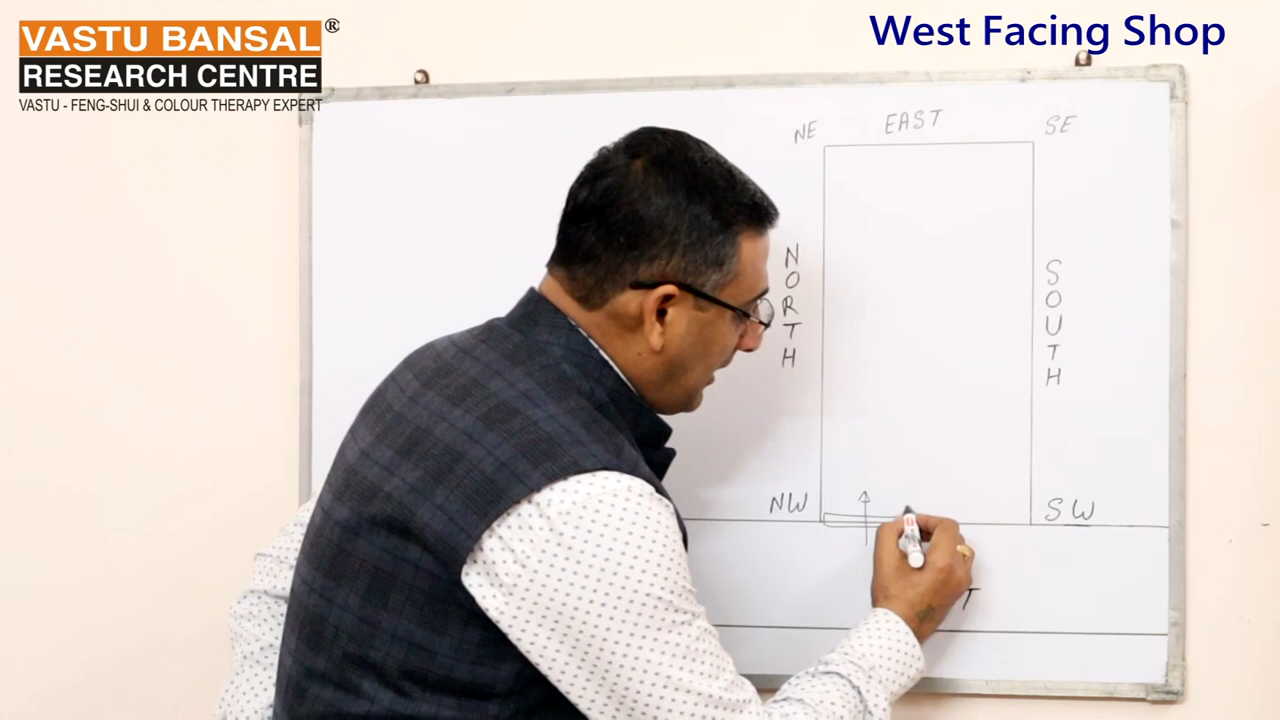 VASTU BANSAL®
RESEARCH CENTRE
VASTU - FENG-SHUI & COLOUR THERAPY EXPERT
West Facing Shop
NE EAST SE
NORTH
SOUTH
NW
SW
T